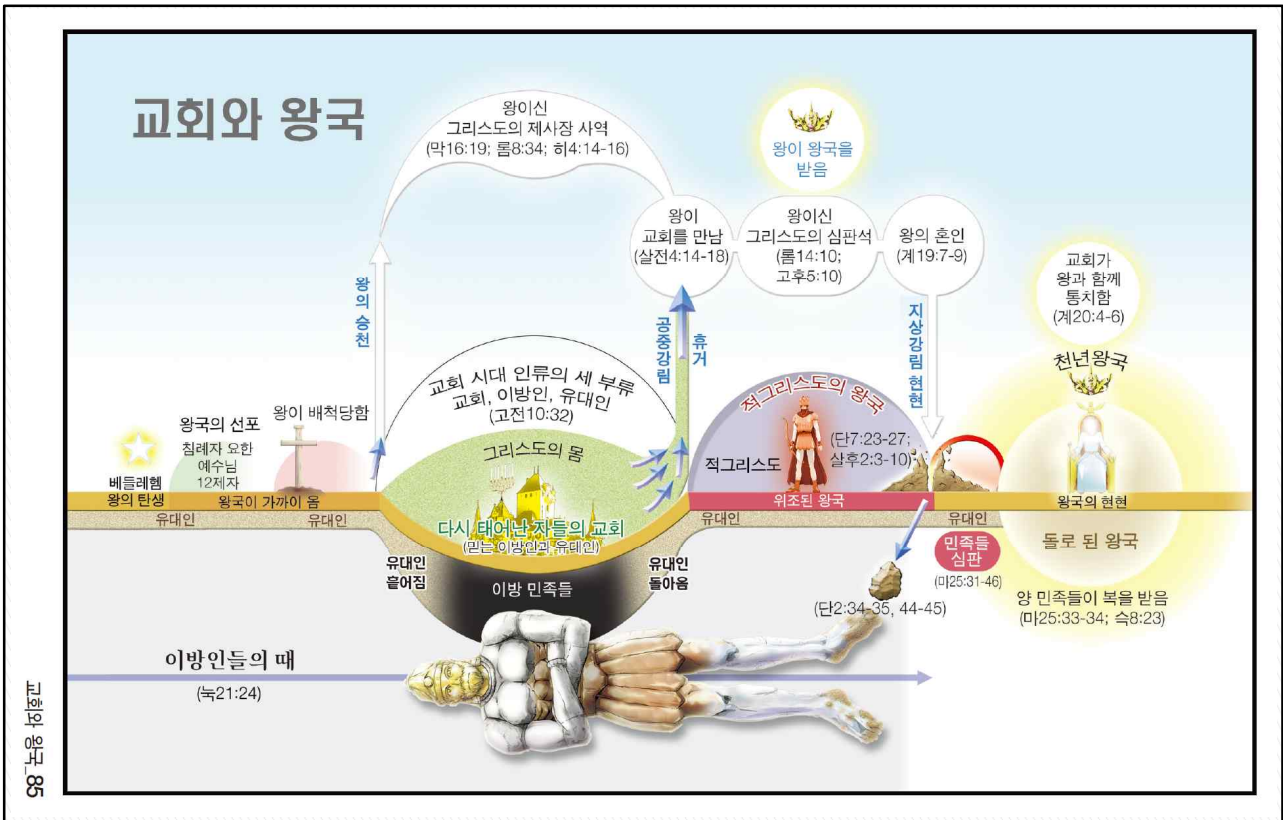 교회와 왕국
왕이신
그리스도의 제사장 사역
(막16:19; 롬8:34; 히4:14-16)
왕이 왕국을
받음
왕이
교회를 만남
(살전4:14-18)
왕이신
그리스도의 심판석
(롬14:10;
고후5:10)
왕의 혼인
(계19:7-9)
교회가
왕과 함께
통치함
(계20:4-6)
왕의 승천
공중강림
휴거
지상강림 현현
천년왕국
교회 시대 인류의 세 부류
교회, 이방인, 유대인
(고전10:32)
적그리스도의 왕국
(단7:23-27;
살후2:3-10)
적그리스도
왕국의 선포
침례자 요한
예수님
12제자
왕이 배척당함
그리스도의 몸
베들레헴
왕의 탄생
왕국이 가까이 옴
위조된 왕국
왕국의 현현
유대인
유대인
다시 태어난 자들의 교회
(믿는 이방인과 유대인)
유대인
유대인
유대인
흩어짐
유대인
돌아옴
이방 민족들
민족들
심판
(마25:31-46)
돌로 된 왕국
(단2:34-35, 44-45)
양 민족들이 복을 받음
(마25:33-34; 슥8:23)
이방인들의 때
(눅21:24)
교회와 왕국_85